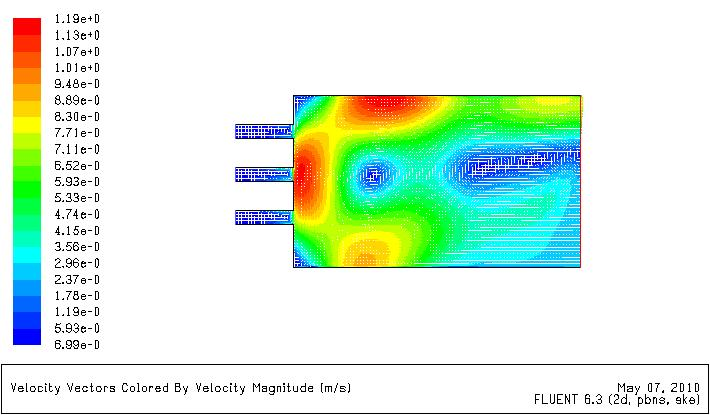 1.19e+0
1.13e+0
1.07e+0
1.01e+0
9.48e-0
8.89e-0
8.30e-0
7.71e-0
7.11e-0
6.52e-0
5.93e-0
5.33e-0
4.74e-0
4.15e-0
3.56e-0
2.96e-0
2.37e-0
1.78e-0
1.19e-0
5.93e-0
6.99e-0
Velocity Vectors Colored By Velocity Magnitude (m/s)
May 07, 2010
FLUENT 6.3 (2d, pbns, ske)